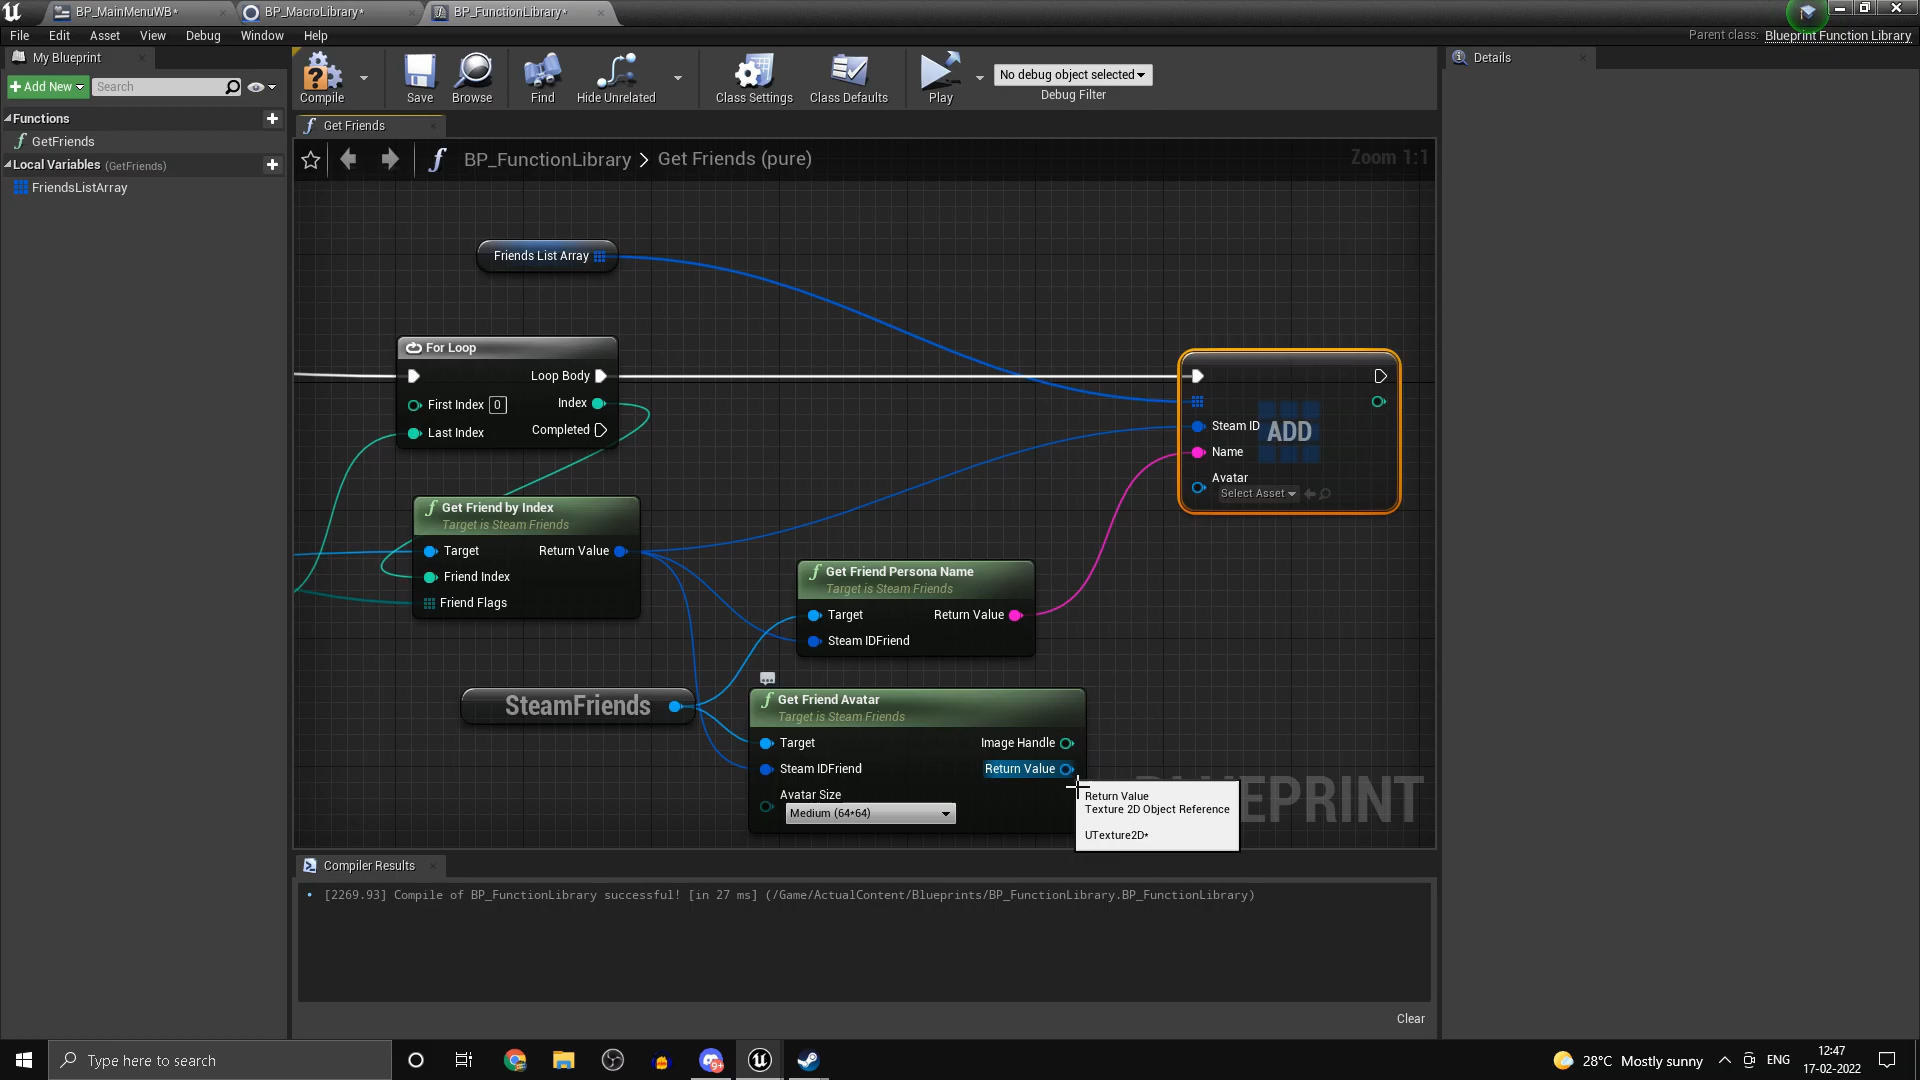 BP_MainMenuWB*
BP_MacroLibrary*
BP_FunctionLibrary*
File Edit Asset View Debug Window Help
Parent class: Blueprint Function Library
My Blueprint
Add New
Search
Functions
GetFriends
Local Variables (GetFriends)
FriendsListArray
Compile
Save
Browse
Find
Hide Unrelated
Class Settings
Class Defaults
Play
No debug object selected
Debug Filter
Details
Get Friends
BP_FunctionLibrary > Get Friends (pure)
Zoom 1:1
Friends List Array
For Loop
Loop Body
First Index 0
Index
Last Index
Completed
Steam ID
ADD
Name
Avatar
Select Asset
Get Friend by Index
Target is Steam Friends
Target
Return Value
Friend Index
Friend Flags
Get Friend Persona Name
Target is Steam Friends
Target
Return Value
Steam IDFriend
SteamFriends
Get Friend Avatar
Target is Steam Friends
Target
Image Handle
Steam IDFriend
Return Value
Avatar Size
Medium (64*64)
Return Value
Texture 2D Object Reference
UTexture2D*
EPRINT
Compiler Results
[2269.93] Compile of BP_FunctionLibrary successful! [in 27 ms] (/Game/ActualContent/Blueprints/BP_FunctionLibrary.BP_FunctionLibrary)
Clear
Type here to search
9+
28°C Mostly sunny
ENG
12:47
17-02-2022